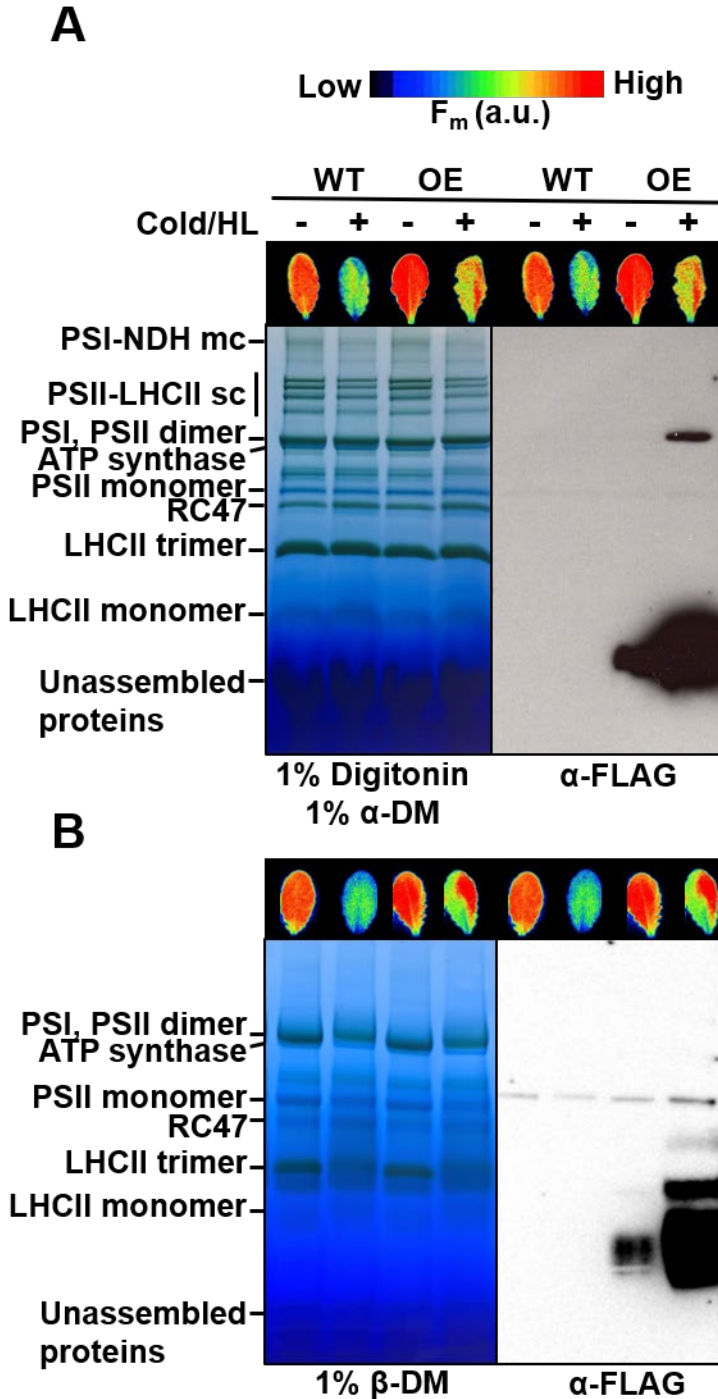 A
Low High
Fm (a.u.)
WT OE WT OE
Cold/HL - + - + - + - +
PSI-NDH mc
PSII-LHCII sc
PSI, PSII dimer
ATP synthase
PSII monomer
RC47
LHCII trimer
LHCII monomer
Unassembled
proteins
1% Digitonin α-FLAG
1% α-DM
B
PSI, PSII dimer
ATP synthase
PSII monomer
RC47
LHCII trimer
LHCII monomer
Unassembled
proteins
1% β-DM α-FLAG